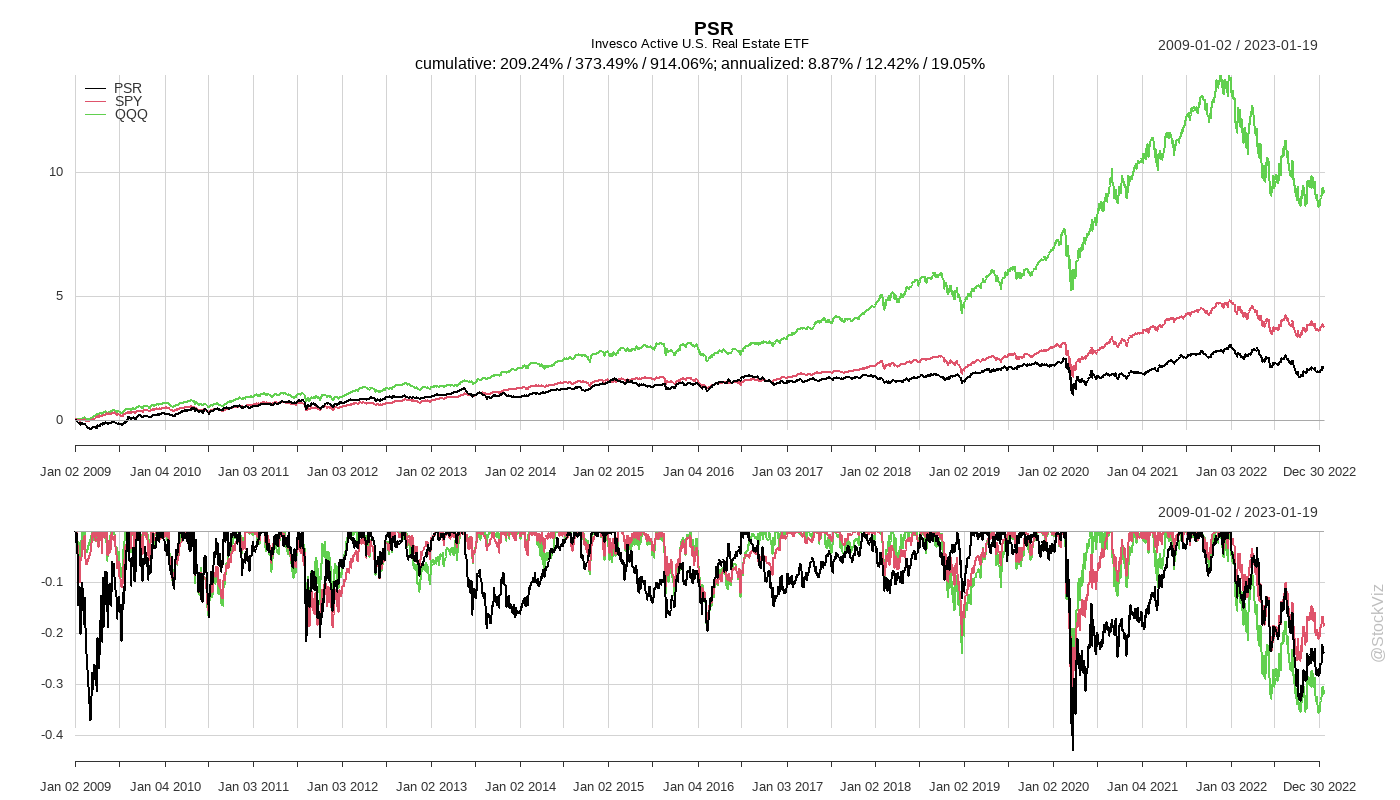 PSR
Invesco Active U.S. Real Estate ETF
2009-01-02 / 2023-01-19
cumulative: 209.24% / 373.49% / 914.06%; annualized: 8.87% / 12.42% / 19.05%
PSR
SPY
QQQ
10
5
0
Jan 02 2009 Jan 04 2010 Jan 03 2011 Jan 03 2012 Jan 02 2013 Jan 02 2014 Jan 02 2015 Jan 04 2016 Jan 03 2017 Jan 02 2018 Jan 02 2019 Jan 02 2020 Jan 04 2021 Jan 03 2022 Dec 30 2022
2009-01-02 / 2023-01-19
-0.1
-0.2
-0.3
-0.4
Jan 02 2009 Jan 04 2010 Jan 03 2011 Jan 03 2012 Jan 02 2013 Jan 02 2014 Jan 02 2015 Jan 04 2016 Jan 03 2017 Jan 02 2018 Jan 02 2019 Jan 02 2020 Jan 04 2021 Jan 03 2022 Dec 30 2022
@StockViz